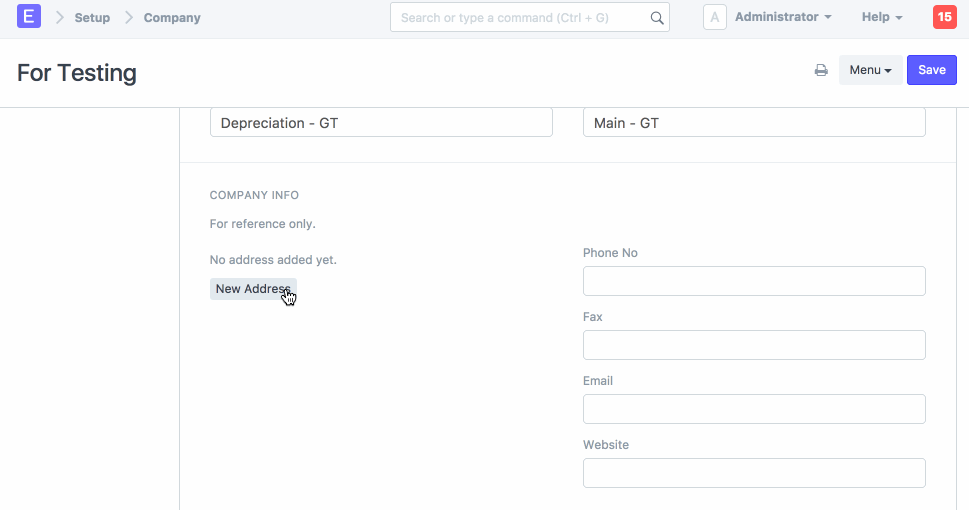 E Setup Company Search or type a command (Ctrl + G) A Administrator Help 15
For Testing Menu Save
Depreciation - GT Main - GT
COMPANY INFO
For reference only.
No address added yet.
New Address
Phone No
Fax
Email
Website